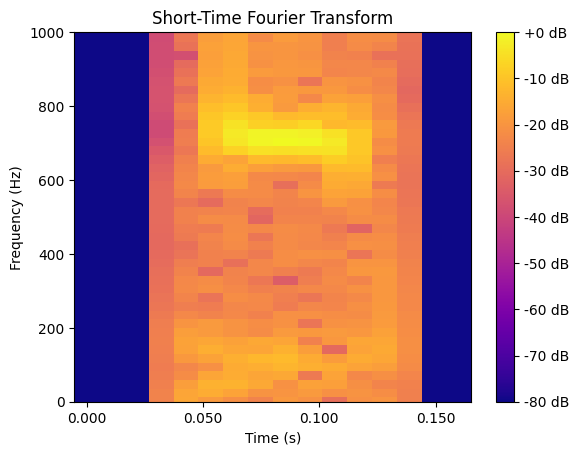 Short-Time Fourier Transform
1000
800
600
400
200
0
Frequency (Hz)
0.000
0.050
0.100
0.150
Time (s)
+0 dB
-10 dB
-20 dB
-30 dB
-40 dB
-50 dB
-60 dB
-70 dB
-80 dB